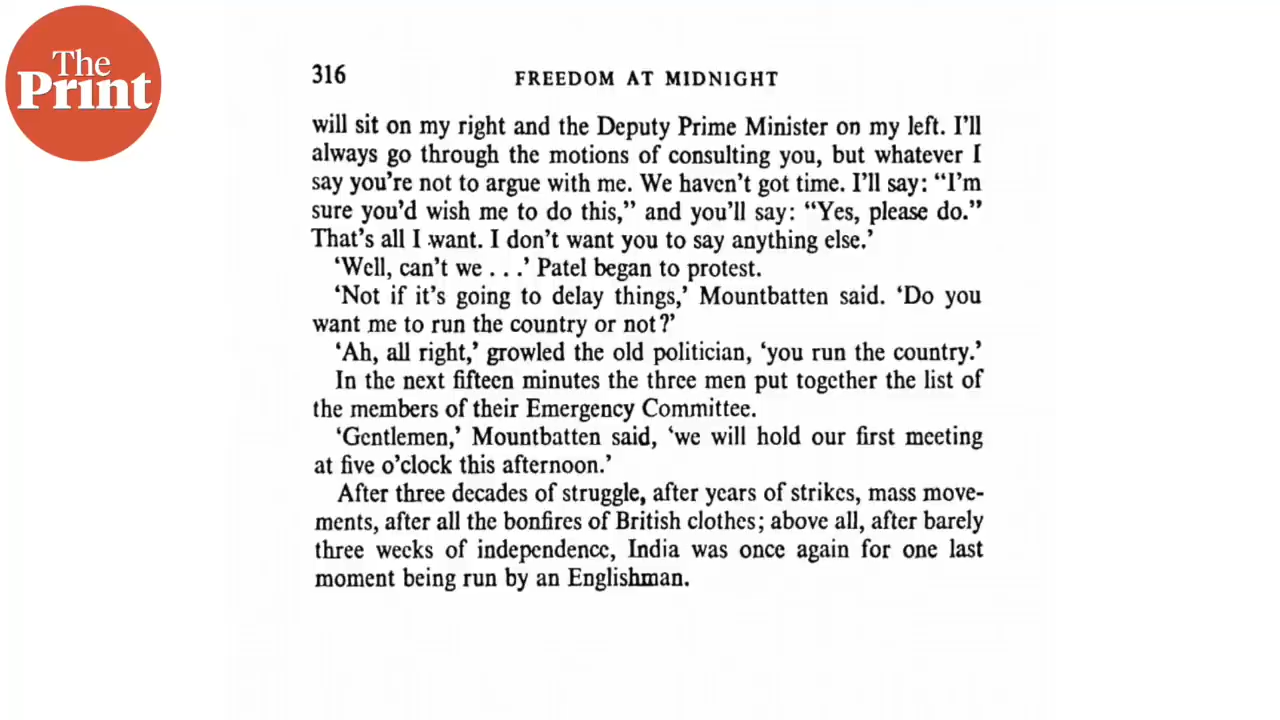 The
Print
316 FREEDOM AT MIDNIGHT
will sit on my right and the Deputy Prime Minister on my left. I’ll
always go through the motions of consulting you, but whatever I
say you’re not to argue with me. We haven’t got time. I’ll say: “I’m
sure you’d wish me to do this,” and you’ll say: “Yes, please do.”
That’s all I want. I don’t want you to say anything else.’
‘Well, can’t we . . .’ Patel began to protest.
‘Not if it’s going to delay things,’ Mountbatten said. ‘Do you
want me to run the country or not?’
‘Ah, all right,’ growled the old politician, ‘you run the country.’
In the next fifteen minutes the three men put together the list of
the members of their Emergency Committee.
‘Gentlemen,’ Mountbatten said, ‘we will hold our first meeting
at five o’clock this afternoon.’
After three decades of struggle, after years of strikes, mass move-
ments, after all the bonfires of British clothes; above all, after barely
three weeks of independence, India was once again for one last
moment being run by an Englishman.